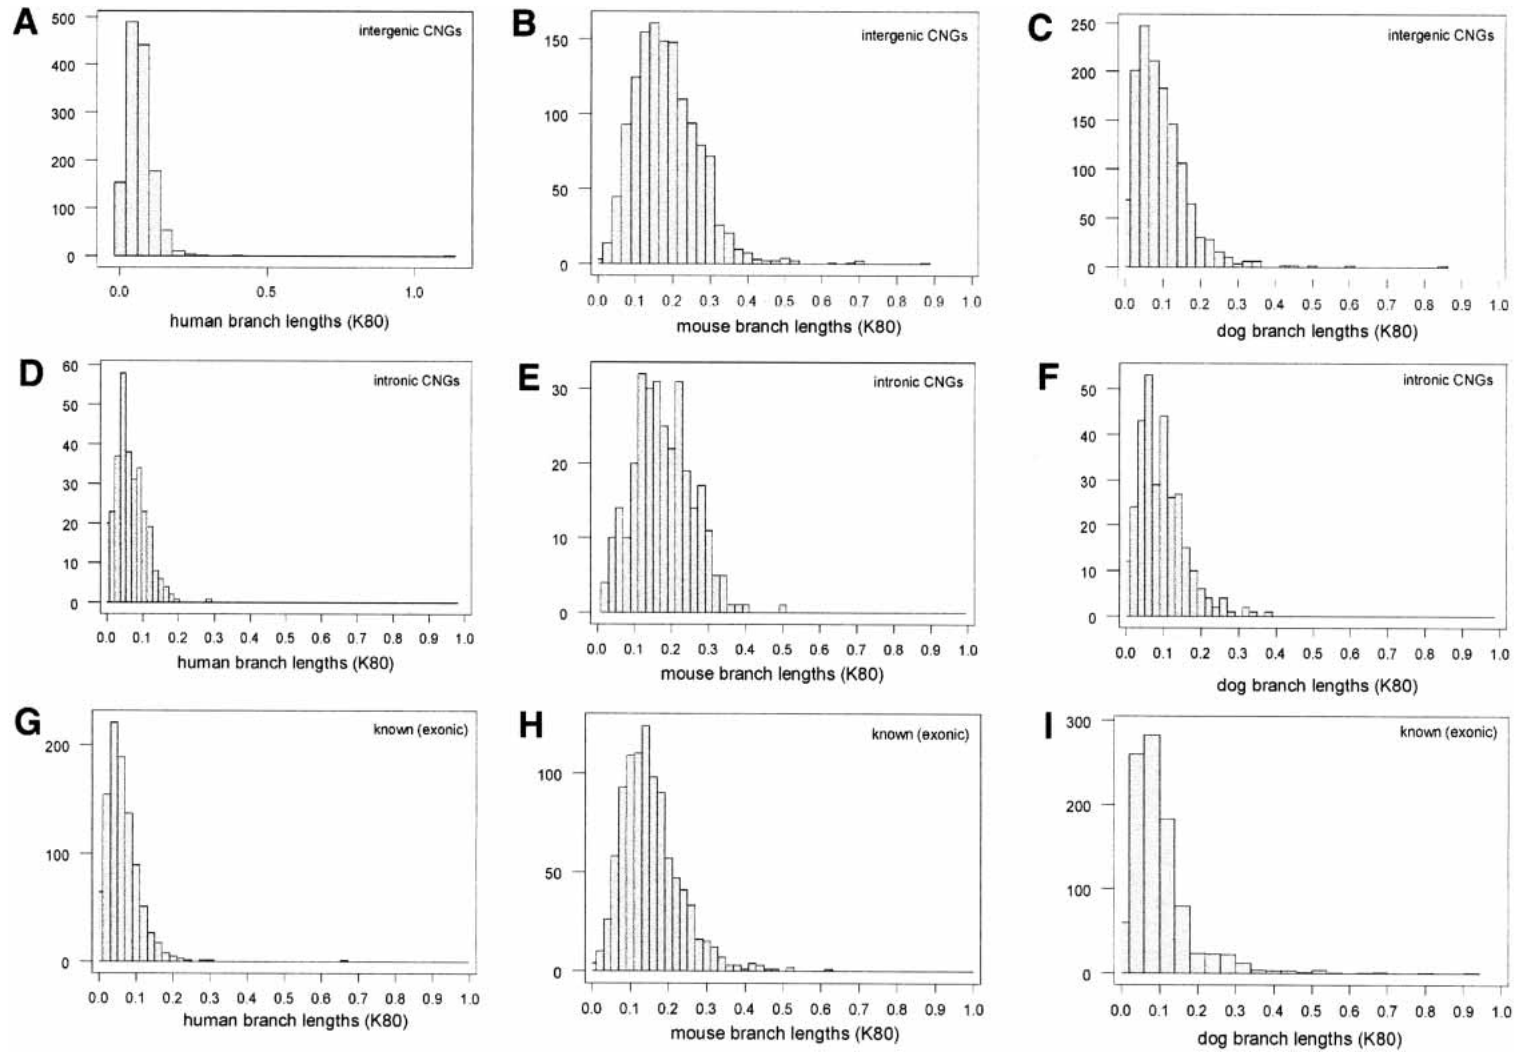 A
intergenic CNGs
500
400
300
200
100
0
0.0 0.5 1.0
human branch lengths (K80)
B
intergenic CNGs
150
100
50
0
0.0 0.1 0.2 0.3 0.4 0.5 0.6 0.7 0.8 0.9 1.0
mouse branch lengths (K80)
C
intergenic CNGs
250
200
150
100
50
0
0.0 0.1 0.2 0.3 0.4 0.5 0.6 0.7 0.8 0.9 1.0
dog branch lengths (K80)
D
intronic CNGs
60
50
40
30
20
10
0
0.0 0.1 0.2 0.3 0.4 0.5 0.6 0.7 0.8 0.9 1.0
human branch lengths (K80)
E
intronic CNGs
30
20
10
0
0.0 0.1 0.2 0.3 0.4 0.5 0.6 0.7 0.8 0.9 1.0
mouse branch lengths (K80)
F
intronic CNGs
50
40
30
20
10
0
0.0 0.1 0.2 0.3 0.4 0.5 0.6 0.7 0.8 0.9 1.0
dog branch lengths (K80)
G
known (exonic)
200
100
0
0.0 0.1 0.2 0.3 0.4 0.5 0.6 0.7 0.8 0.9 1.0
human branch lengths (K80)
H
known (exonic)
100
50
0
0.0 0.1 0.2 0.3 0.4 0.5 0.6 0.7 0.8 0.9 1.0
mouse branch lengths (K80)
I
known (exonic)
300
200
100
0
0.0 0.1 0.2 0.3 0.4 0.5 0.6 0.7 0.8 0.9 1.0
dog branch lengths (K80)